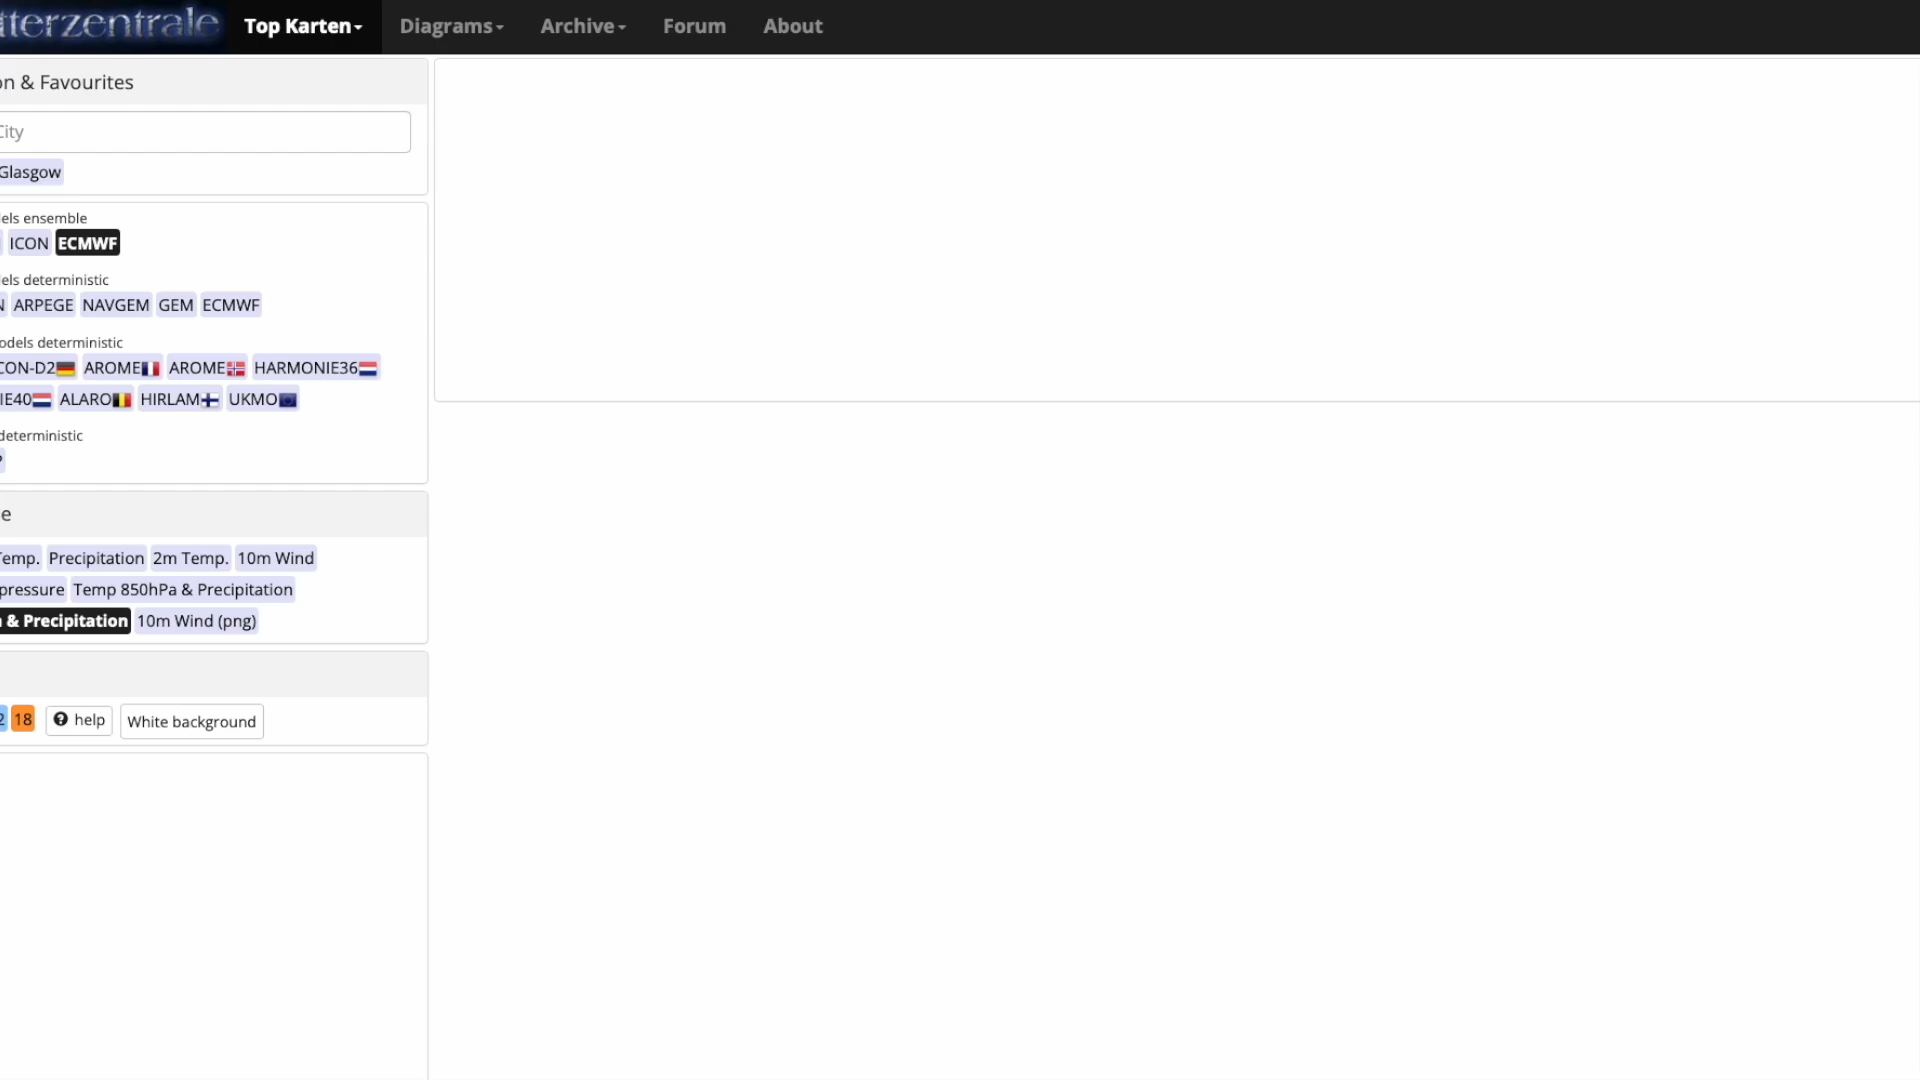 tterzentrale Top Karten Diagrams Archive Forum About
on & Favourites
City
Glasgow
els ensemble
ICON ECMWF
els deterministic
N ARPEGE NAVGEM GEM ECMWF
odels deterministic
CON-D2 AROME AROME HARMONIE36
IE40 ALARO HIRLAM UKMO
deterministic
e
Temp. Precipitation 2m Temp. 10m Wind
pressure Temp 850hPa & Precipitation
& Precipitation 10m Wind (png)
2 18 help White background